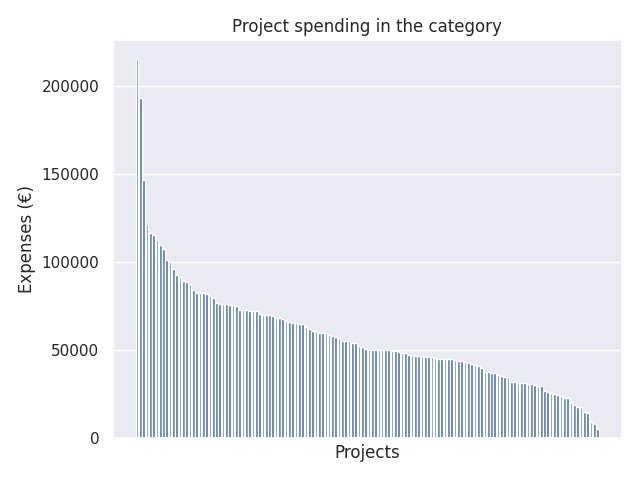 Project spending in the category
200000
150000
100000
50000
0
Expenses (€)
Projects